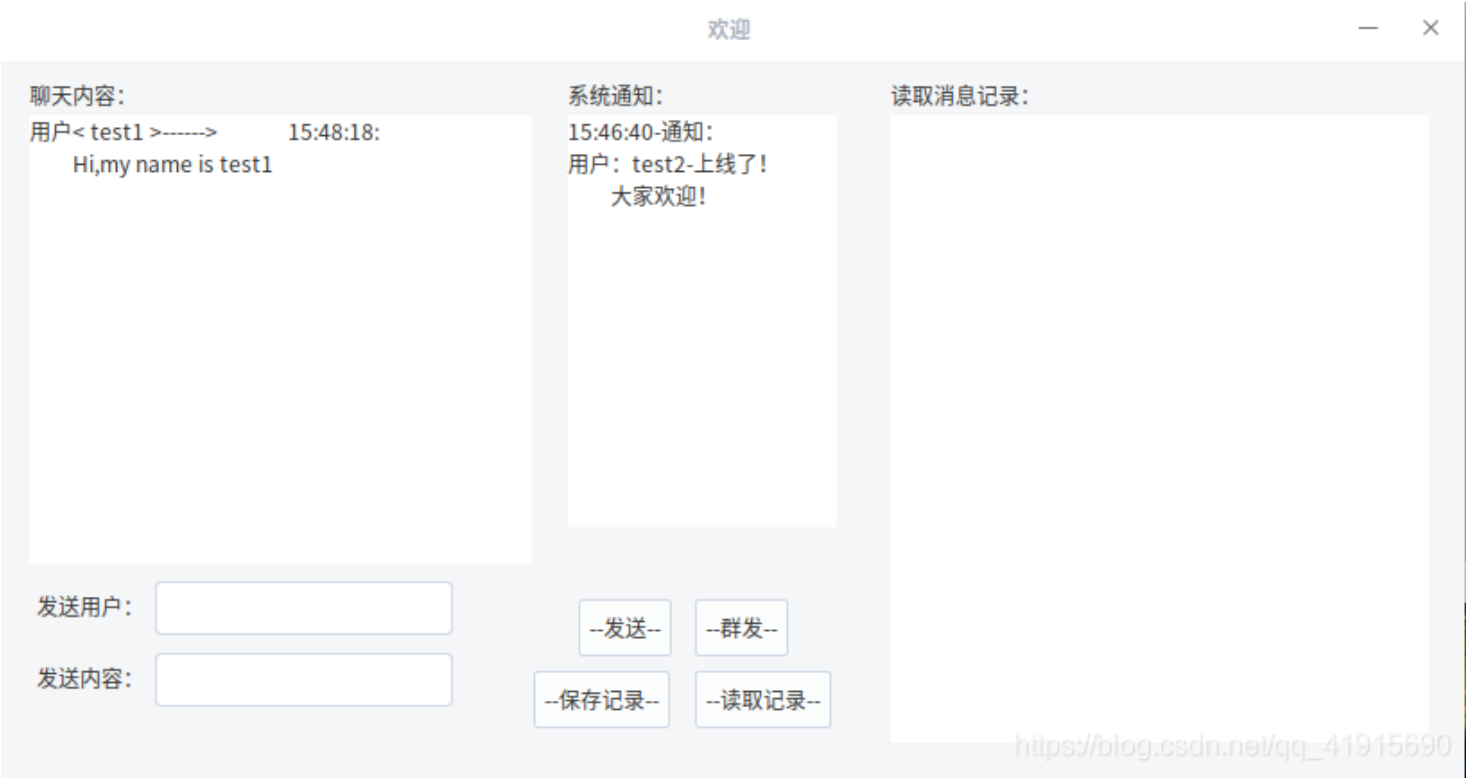 欢迎
聊天内容：
用户< test1 >------> 15:48:18:
Hi,my name is test1
系统通知：
15:46:40-通知：
用户：test2-上线了！
大家欢迎！
读取消息记录：
发送用户：
发送内容：
--发送--
--群发--
--保存记录--
--读取记录--
https://blog.csdn.net/qq_41915690